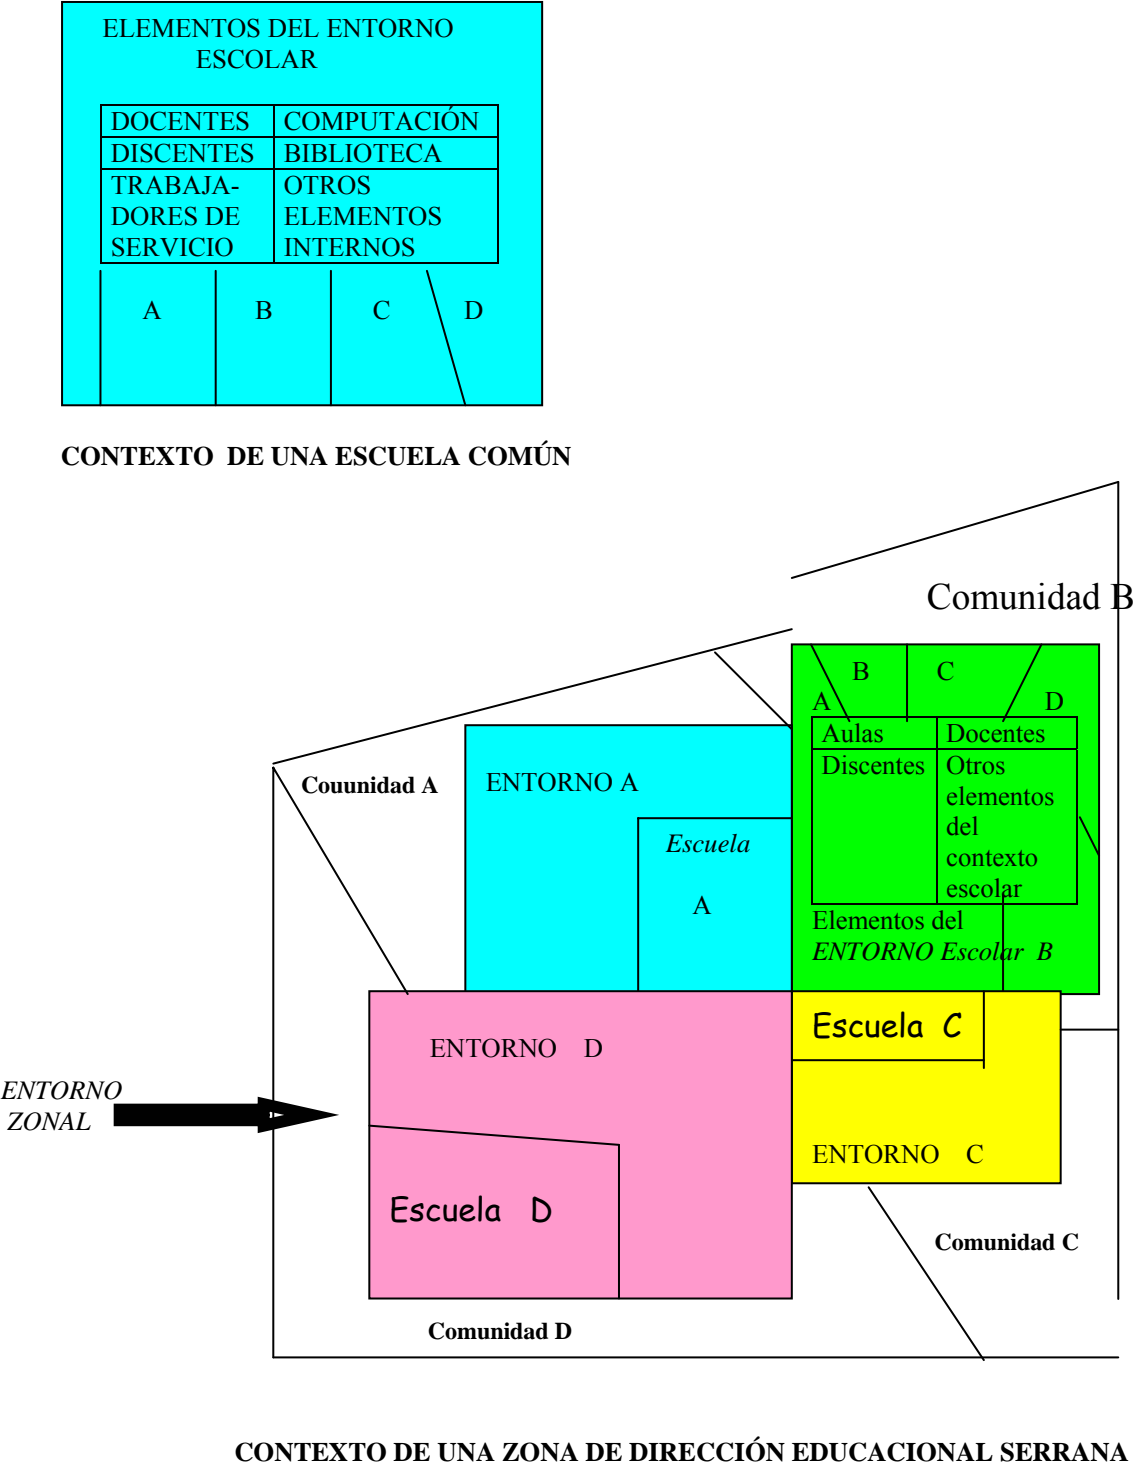 ELEMENTOS DEL ENTORNO
ESCOLAR
DOCENTES COMPUTACIÓN
DISCENTES BIBLIOTECA
TRABAJA- OTROS
DORES DE ELEMENTOS
SERVICIO INTERNOS
A B C D
CONTEXTO DE UNA ESCUELA COMÚN
Comunidad B
B C
A D
Aulas Docentes
Discentes Otros
elementos
del
contexto
escolar
Elementos del
ENTORNO Escolar B
Couunidad A
ENTORNO A
Escuela
A
Escuela C
ENTORNO D
ENTORNO
ZONAL
ENTORNO C
Escuela D
Comunidad C
Comunidad D
CONTEXTO DE UNA ZONA DE DIRECCIÓN EDUCACIONAL SERRANA